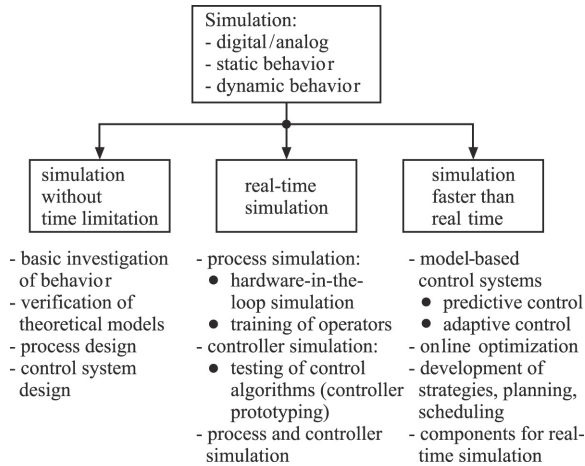 Simulation:
- digital/analog
- static behavior
- dynamic behavior
simulation
without
time limitation
real-time
simulation
simulation
faster than
real time
- basic investigation
of behavior
- verification of
theoretical models
- process design
- control system
design
- process simulation:
● hardware-in-the-
loop simulation
● training of operators
- controller simulation:
● testing of control
algorithms (controller
prototyping)
- process and controller
simulation
- model-based
control systems
● predictive control
● adaptive control
- online optimization
- development of
strategies, planning,
scheduling
- components for real-
time simulation